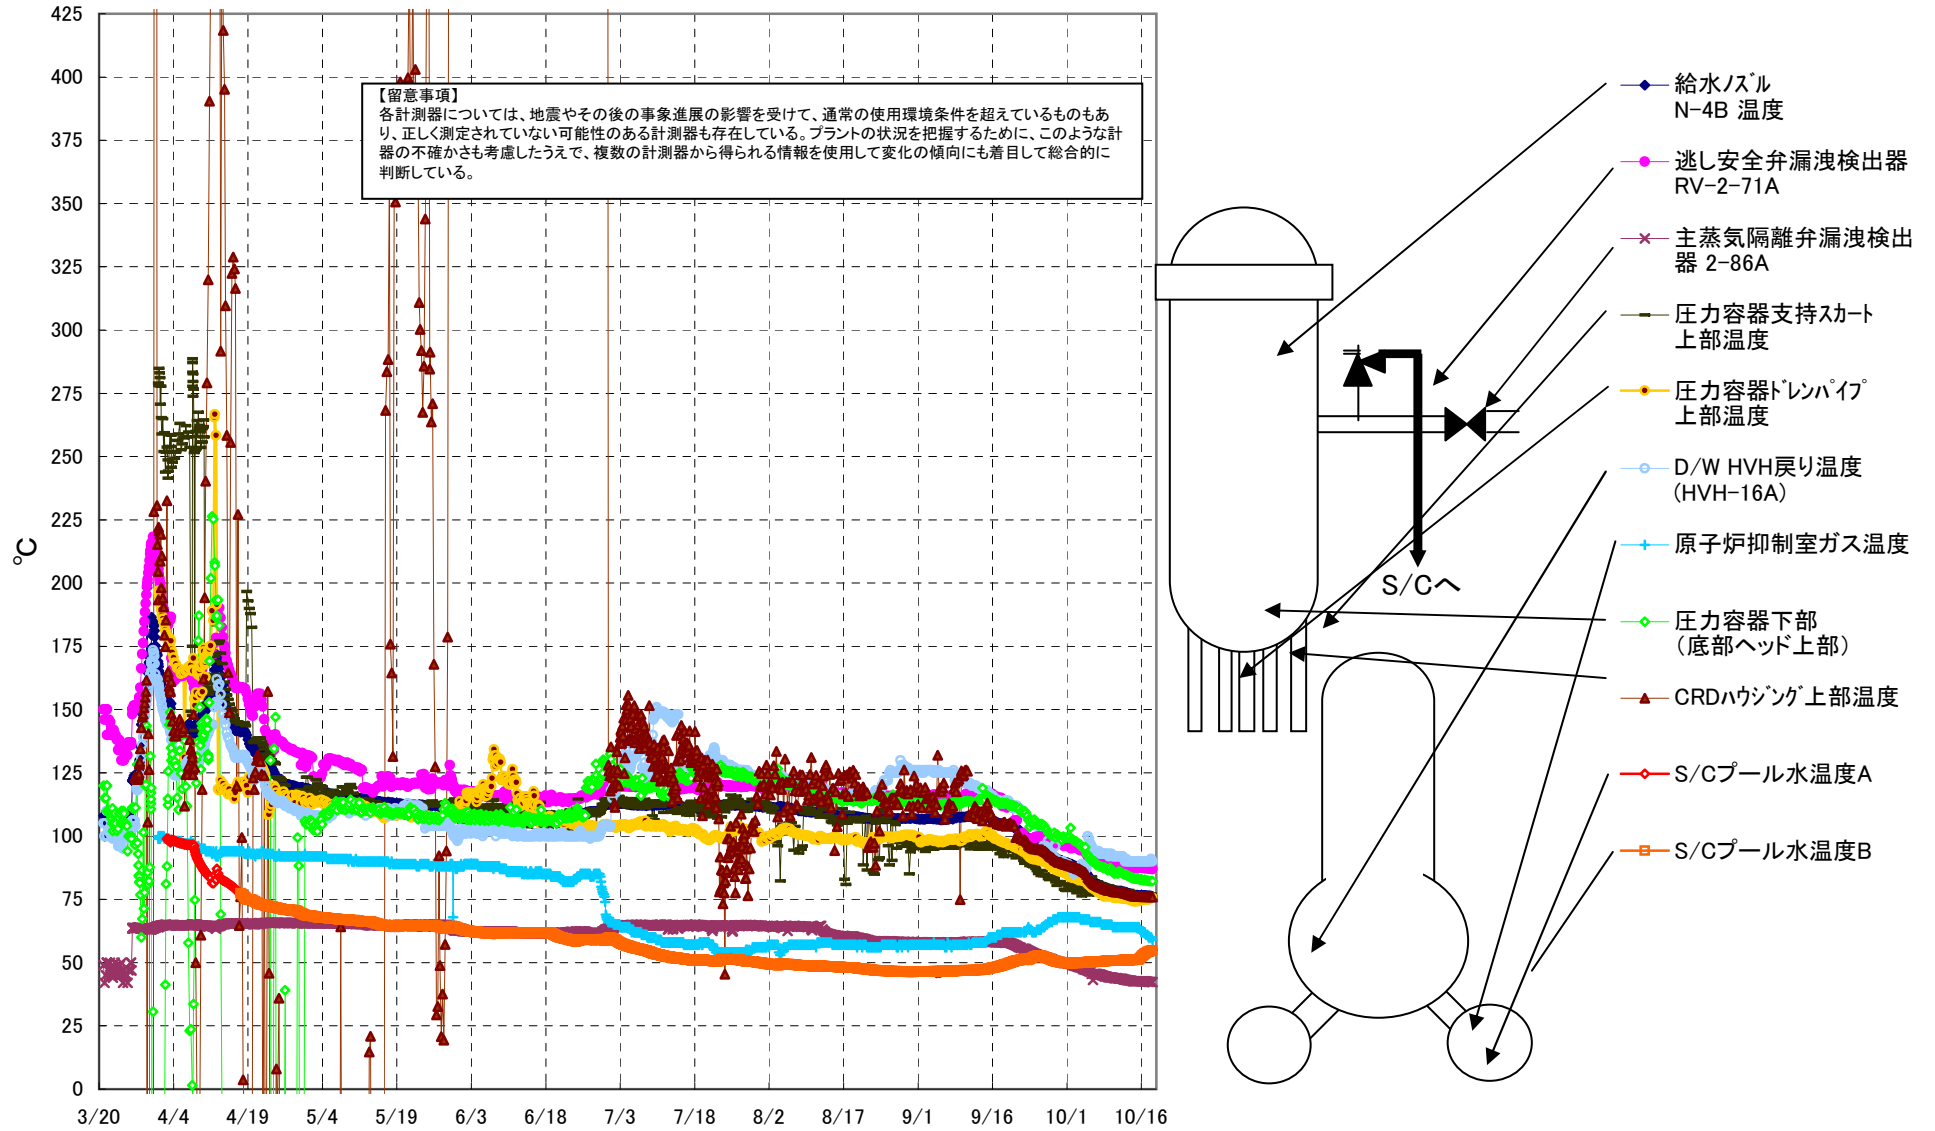 425
400
375
350
325
300
275
250
225
200
175
150
125
100
75
50
25
0
℃
3/20
4/4
4/19
5/4
5/19
6/3
6/18
7/3
7/18
8/2
8/17
9/1
9/16
10/1
10/16
【留意事項】
各計測器については、地震やその後の事象進展の影響を受けて、通常の使用環境条件を超えているものもあ
り、正しく測定されていない可能性のある計測器も存在している。プラントの状況を把握するために、このような計
器の不確かさも考慮したうえで、複数の計測器から得られる情報を使用して変化の傾向にも着目して総合的に
判断している。
S/Cへ
給水ﾉｽﾞﾙ
N-4B 温度
逃し安全弁漏洩検出器
RV-2-71A
主蒸気隔離弁漏洩検出
器 2-86A
圧力容器支持ｽｶｰﾄ
上部温度
圧力容器ﾄﾞﾚﾝﾊﾟｲﾌﾟ
上部温度
D/W HVH戻り温度
(HVH-16A)
原子炉抑制室ガス温度
圧力容器下部
(底部ヘッド上部)
CRDﾊｳｼﾞﾝｸﾞ上部温度
S/Cプール水温度A
S/Cプール水温度B